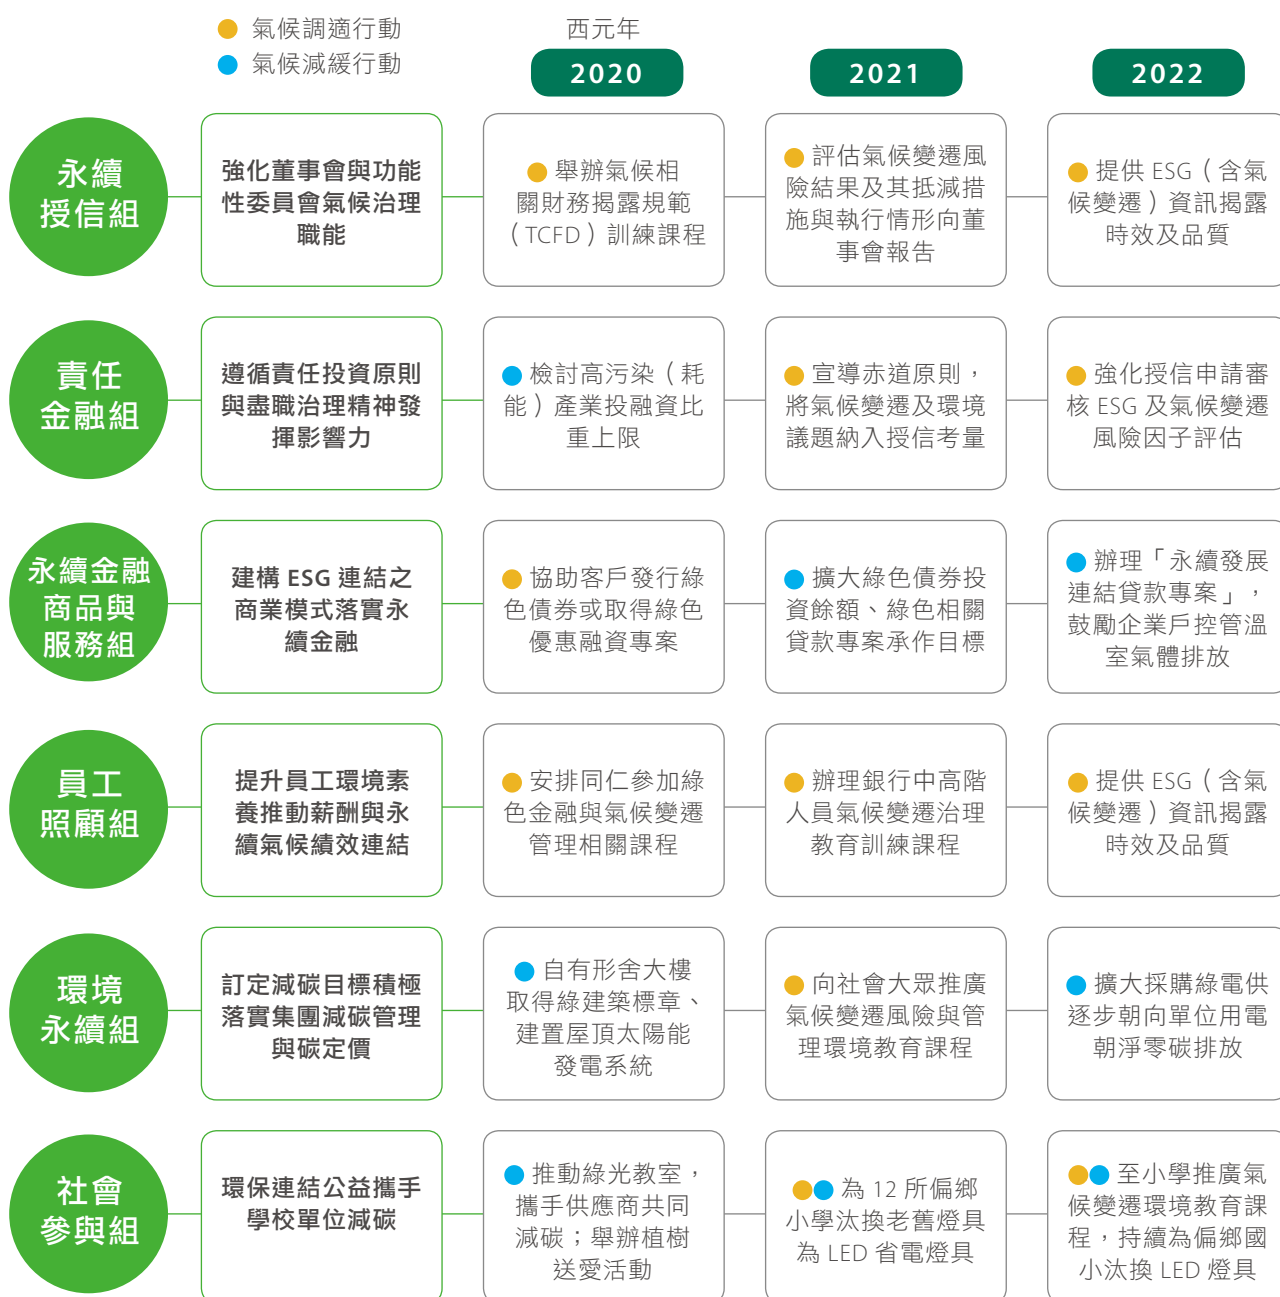 氣候調適行動
氣候減緩行動
西元年
2020
2021
2022
永續
授信組
強化董事會與功能
性委員會氣候治理
職能
舉辦氣候相
關財務揭露規範
（TCFD）訓練課程
評估氣候變遷風
險結果及其抵減措
施與執行情形向董
事會報告
提供 ESG（含氣
候變遷）資訊揭露
時效及品質
責任
金融組
遵循責任投資原則
與盡職治理精神發
揮影響力
檢討高污染（耗
能）產業投融資比
重上限
宣導赤道原則，
將氣候變遷及環境
議題納入授信考量
強化授信申請審
核 ESG 及氣候變遷
風險因子評估
永續金融
商品與
服務組
建構 ESG 連結之
商業模式落實永
續金融
協助客戶發行綠
色債券或取得綠色
優惠融資專案
擴大綠色債券投
資餘額、綠色相關
貸款專案承作目標
辦理「永續發展
連結貸款專案」，
鼓勵企業戶控管溫
室氣體排放
員工
照顧組
提升員工環境素
養推動薪酬與永
續氣候績效連結
安排同仁參加綠
色金融與氣候變遷
管理相關課程
辦理銀行中高階
人員氣候變遷治理
教育訓練課程
提供 ESG（含氣
候變遷）資訊揭露
時效及品質
環境
永續組
訂定減碳目標積極
落實集團減碳管理
與碳定價
自有形舍大樓
取得綠建築標章、
建置屋頂太陽能
發電系統
向社會大眾推廣
氣候變遷風險與管
理環境教育課程
擴大採購綠電供
逐步朝向單位用電
朝淨零碳排放
社會
參與組
環保連結公益攜手
學校單位減碳
推動綠光教室，
攜手供應商共同
減碳；舉辦植樹
送愛活動
為 12 所偏鄉
小學汰換老舊燈具
為 LED 省電燈具
至小學推廣氣
候變遷環境教育課
程，持續為偏鄉國
小汰換 LED 燈具